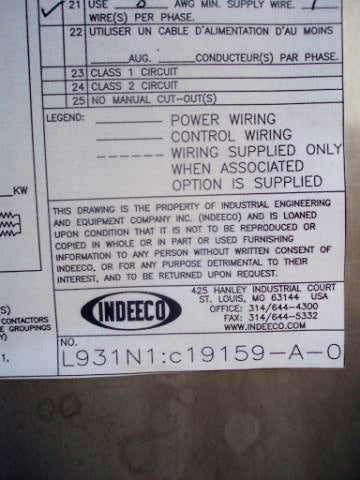 21 USE 8 AWG MIN. SUPPLY WIRE.
WIRE(S) PER PHASE.
22 UTILISER UN CABLE D'ALIMENTATION D'AU MOINS
AUG. CONDUCTEUR(S) PAR PHASE.
23 CLASS 1 CIRCUIT
24 CLASS 2 CIRCUIT
25 NO MANUAL CUT-OUT(S)
LEGEND: POWER WIRING
CONTROL WIRING
WIRING SUPPLIED ONLY
WHEN ASSOCIATED
OPTION IS SUPPLIED
KW
THIS DRAWING IS THE PROPERTY OF INDUSTRIAL ENGINEERING
AND EQUIPMENT COMPANY INC. (INDEECO) AND IS LOANED
UPON CONDITION THAT IT IS NOT TO BE REPRODUCED OR
COPIED IN WHOLE OR IN PART OR USED FURNISHING
INFORMATION TO ANY PERSON WITHOUT WRITTEN CONSENT OF
INDEECO, OR FOR ANY PURPOSE DETRIMENTAL TO THEIR
INTEREST, AND TO BE RETURNED UPON REQUEST.
INDEECO
425 HANLEY INDUSTRIAL COURT
ST. LOUIS, MO 63144 USA
OFFICE: 314/644-4300
FAX: 314/644-5332
WWW.INDEECO.COM
S)
CONTACTORS
E GROUPINGS
Y)
1.
NO.
L931N1:c19159-A-0